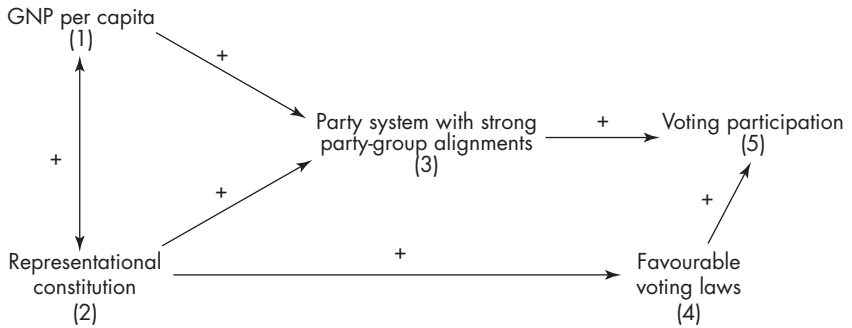 GNP per capita
(1)
+
+
Party system with strong
party-group alignments
(3)
+
Voting participation
(5)
+
+
+
Representational
constitution
(2)
Favourable
voting laws
(4)
+